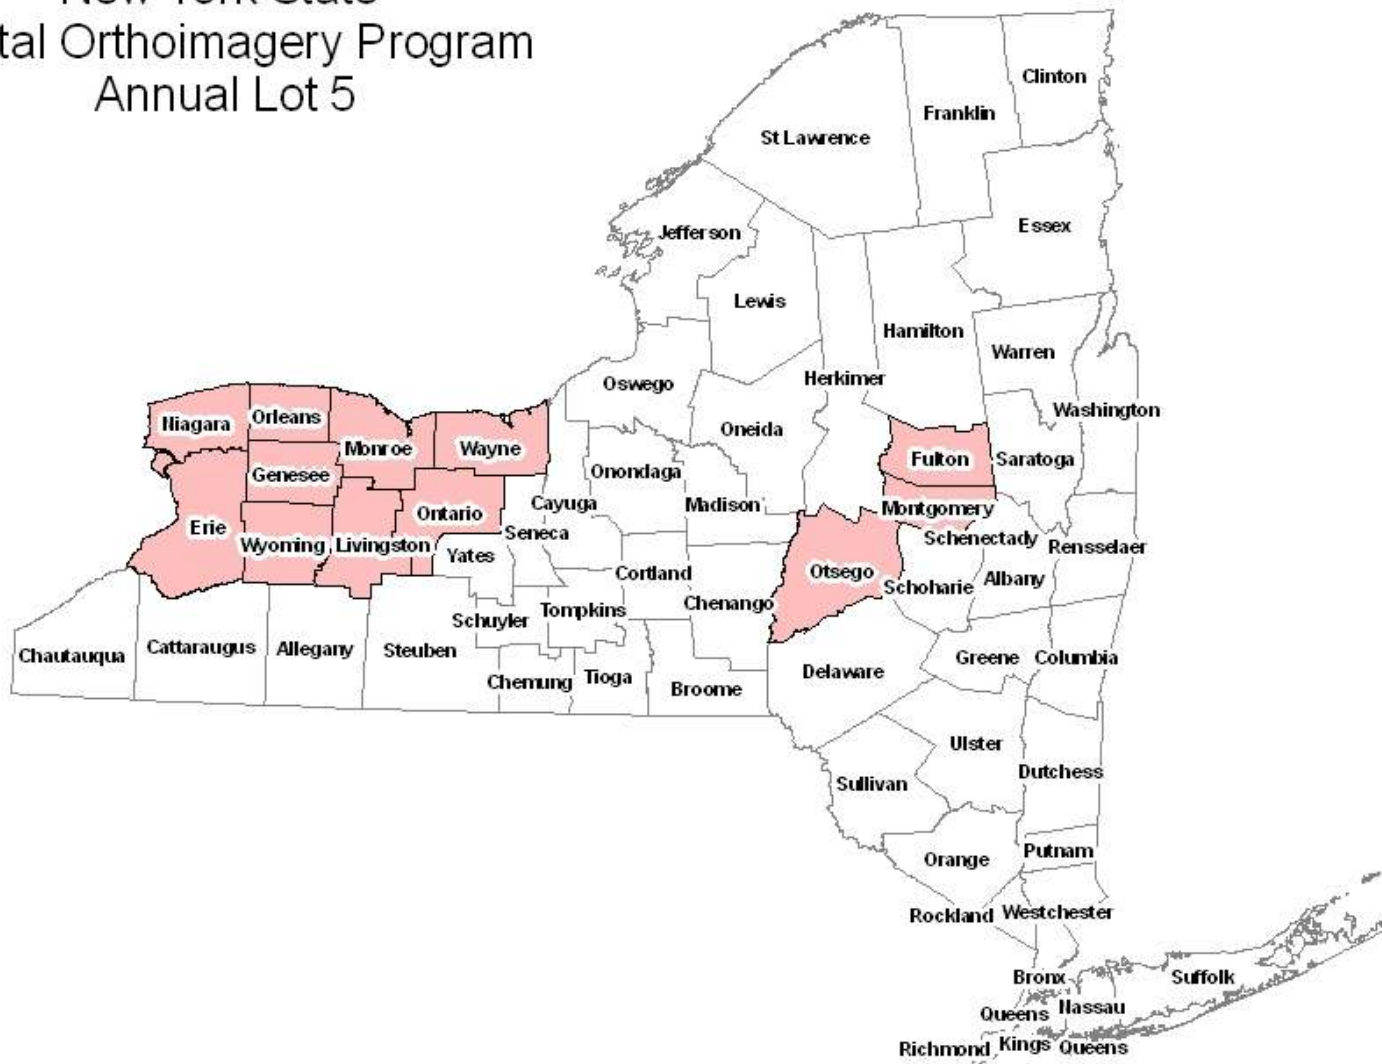 New York State
tal Orthoimagery Program
Annual Lot 5
Clinton
Franklin
St Lawrence
Essex
Jefferson
Lewis
Hamilton
Warren
Herkimer
Oswego
Washington
Oneida
Niagara
Orleans
Monroe
Wayne
Fulton
Saratoga
Genesee
Onondaga
Cayuga
Madison
Montgomery
Ontario
Erie
Seneca
Schenectady
Wyoming
Livingston
Rensselaer
Yates
Otsego
Cortland
Albany
Schoharie
Chenango
Tompkins
Schuyler
Cattaraugus
Allegany
Steuben
Chautauqua
Greene
Columbia
Delaware
Tioga
Chemung
Broome
Ulster
Dutchess
Sullivan
Putnam
Orange
Rockland
Westchester
Bronx
Suffolk
Nassau
Queens
Kings
Queens
Richmond